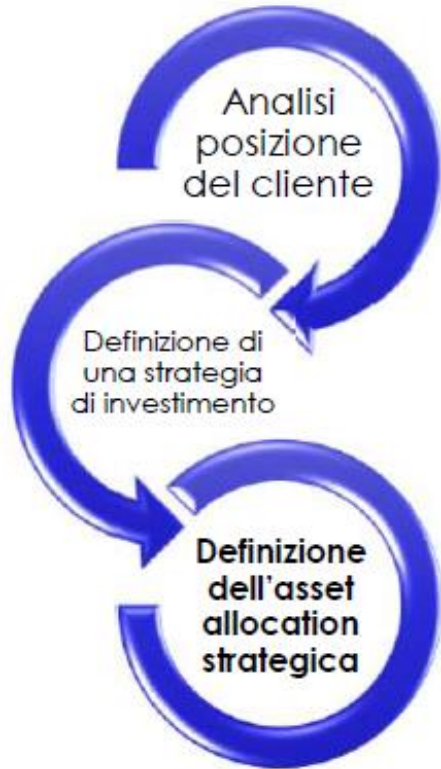 Analisi
posizione
del cliente
Definizione di
una strategia
di investimento
Definizione
dell'asset
allocation
strategica